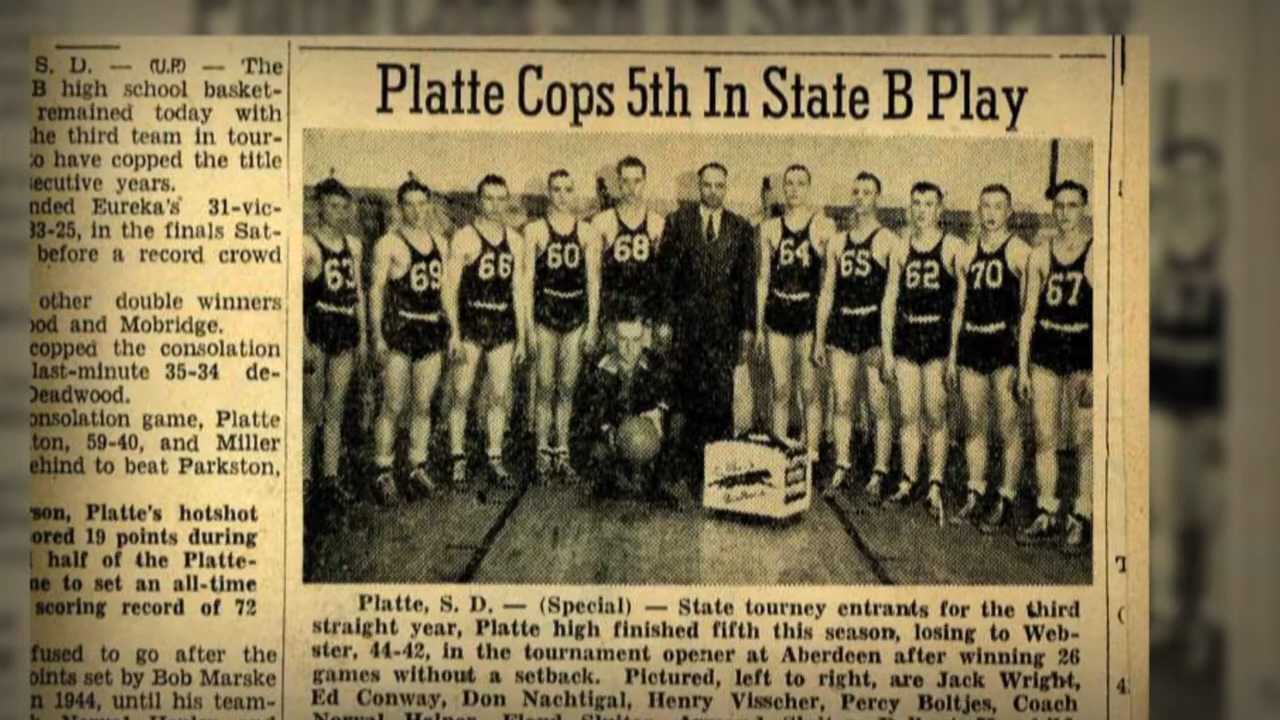 Platte Cops 5th In State B Play
S. D. — (U.P.) — The
B high school basket-
remained today with
he third team in tour-
o have copped the title
ecutive years.
nded Eureka's 31-vic-
33-25, in the finals Sat-
before a record crowd
other double winners
od and Mobridge.
copped the consolation
last-minute 35-34 de-
Deadwood.
onsolation game, Platte
ton, 59-40, and Miller
ehind to beat Parkston,
son, Platte's hotshot
ored 19 points during
half of the Platte-
ne to set an all-time
scoring record of 72
fused to go after the
oints set by Bob Marske
n 1944, until his team-
63
69
66
60
68
64
65
62
70
67
Platte, S. D. — (Special) — State tourney entrants for the third
straight year, Platte high finished fifth this season, losing to Web-
ster, 44-42, in the tournament opener at Aberdeen after winning 26
games without a setback. Pictured, left to right, are Jack Wright,
Ed Conway, Don Nachtigal, Henry Visscher, Percy Boltjes, Coach